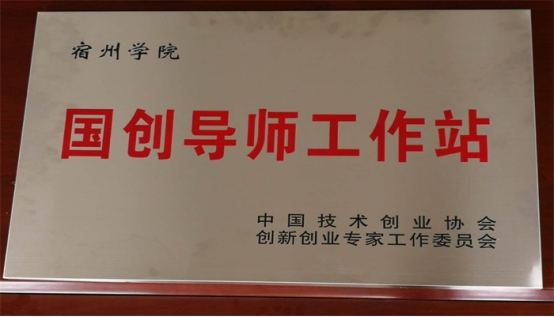 宿州学院
国创导师工作站
中国技术创业协会
创新创业专家工作委员会